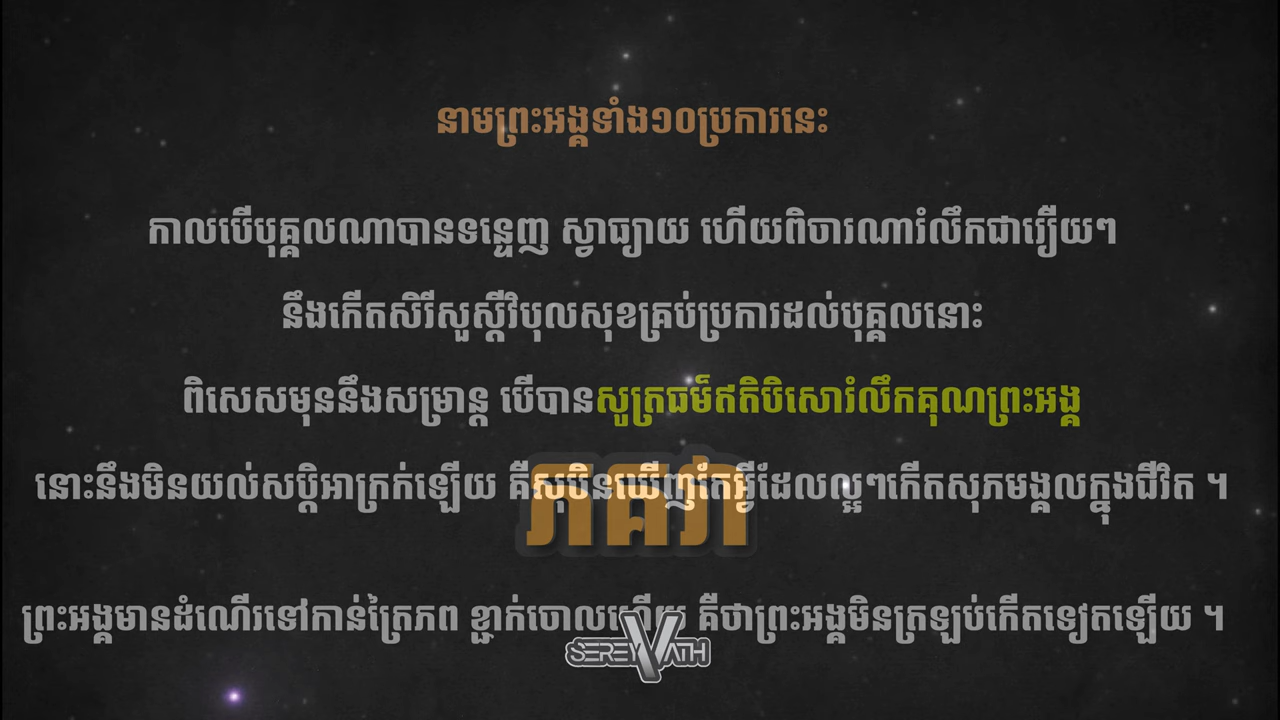 នាមព្រះអង្គទាំង១០ប្រការនេះ
កាលបើបុគ្គលណាបានទន្ទេញ ស្វាធ្យាយ ហើយពិចារណារំលឹកជារឿយៗ
នឹងកើតសិរីសួស្តីវិបុលសុខគ្រប់ប្រការដល់បុគ្គលនោះ
ពិសេសមុននឹងសម្រាន្ត បើបានសូត្រធម៌ឥតិបិសោរំលឹកគុណព្រះអង្គ
នោះនឹងមិនយល់សប្តិអាក្រក់ឡើយ គឺសុបិនឃើញតែអ្វីដែលល្អៗកើតសុភមង្គលក្នុងជីវិត ។
ភគវា
ព្រះអង្គមានដំណើរទៅកាន់ត្រៃភព ខ្ជាក់ចោលហើយ គឺថាព្រះអង្គមិនត្រឡប់កើតទៀតឡើយ ។
SEREY VATH